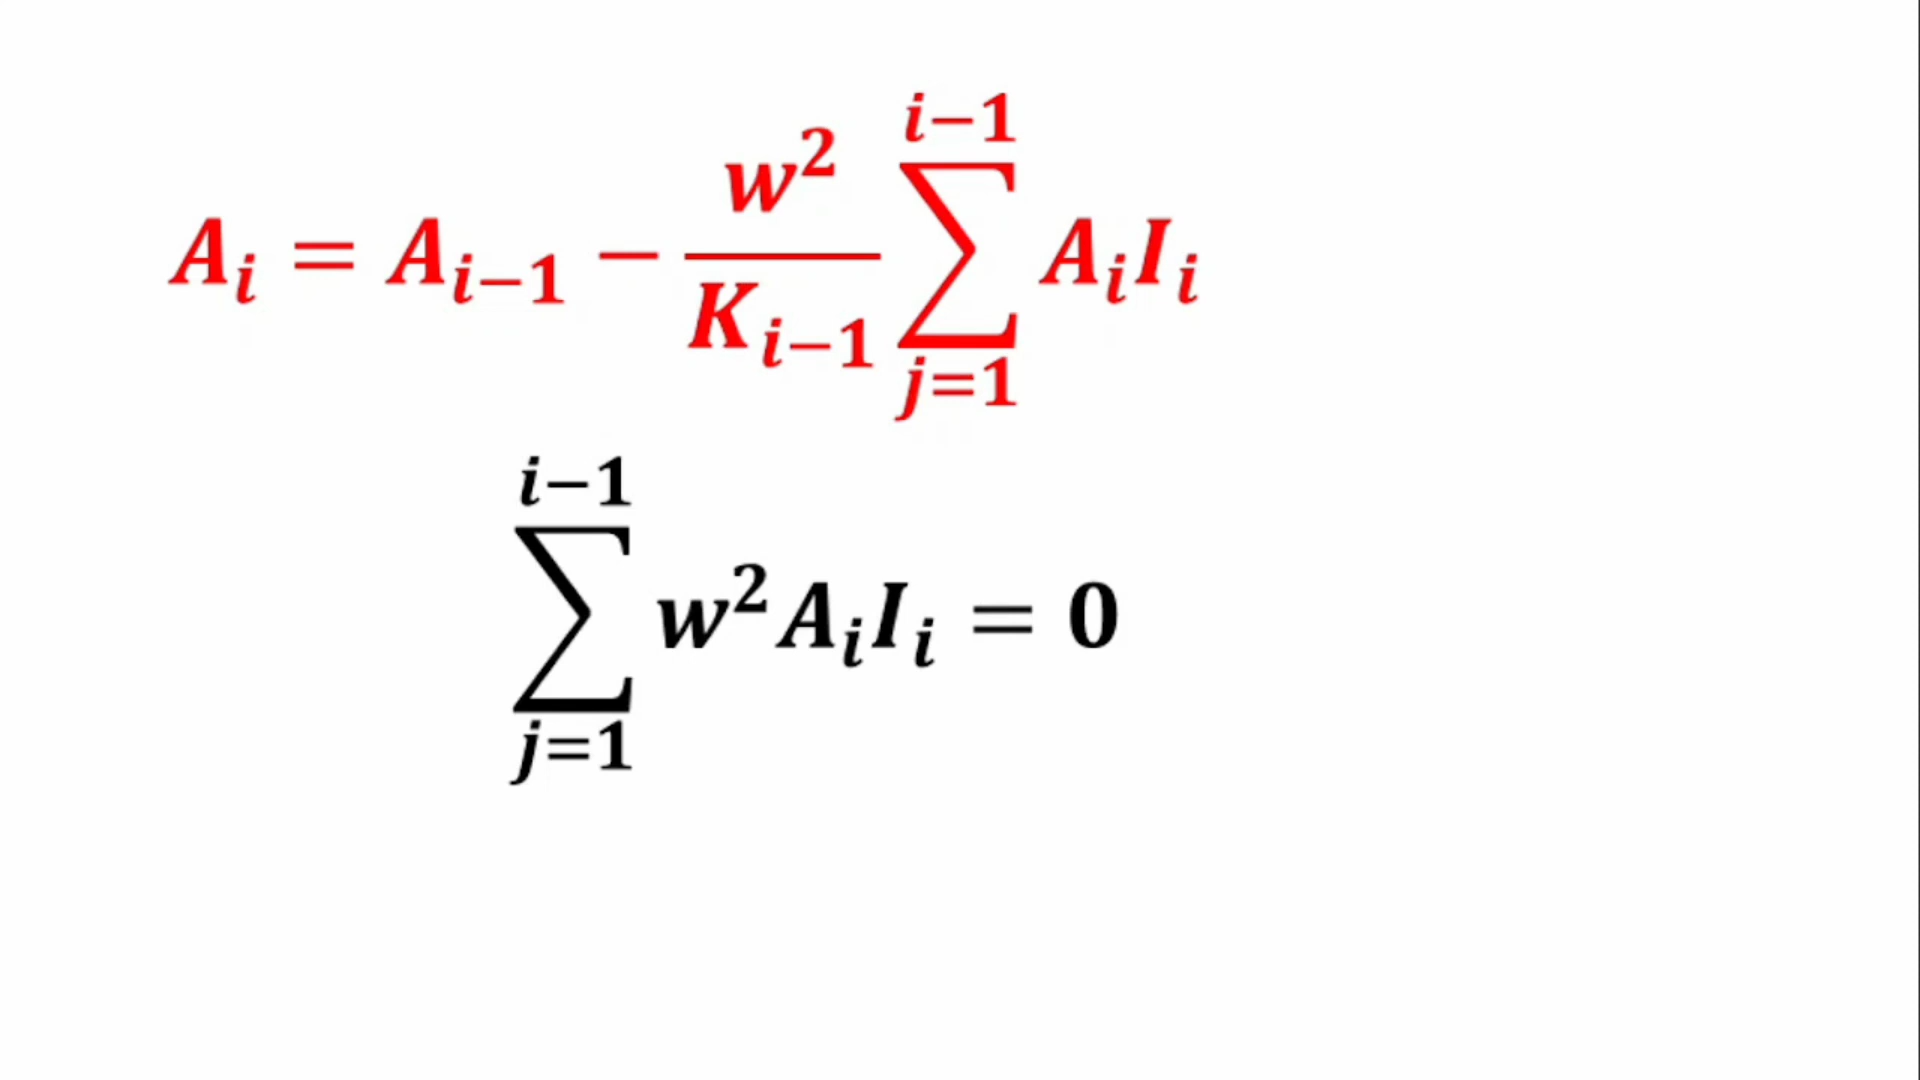 A_i = A_{i-1} − \frac{w^2}{K_{i-1}} \sum_{j=1}^{i-1} A_i I_i
\sum_{j=1}^{i-1} w^2 A_i I_i = 0